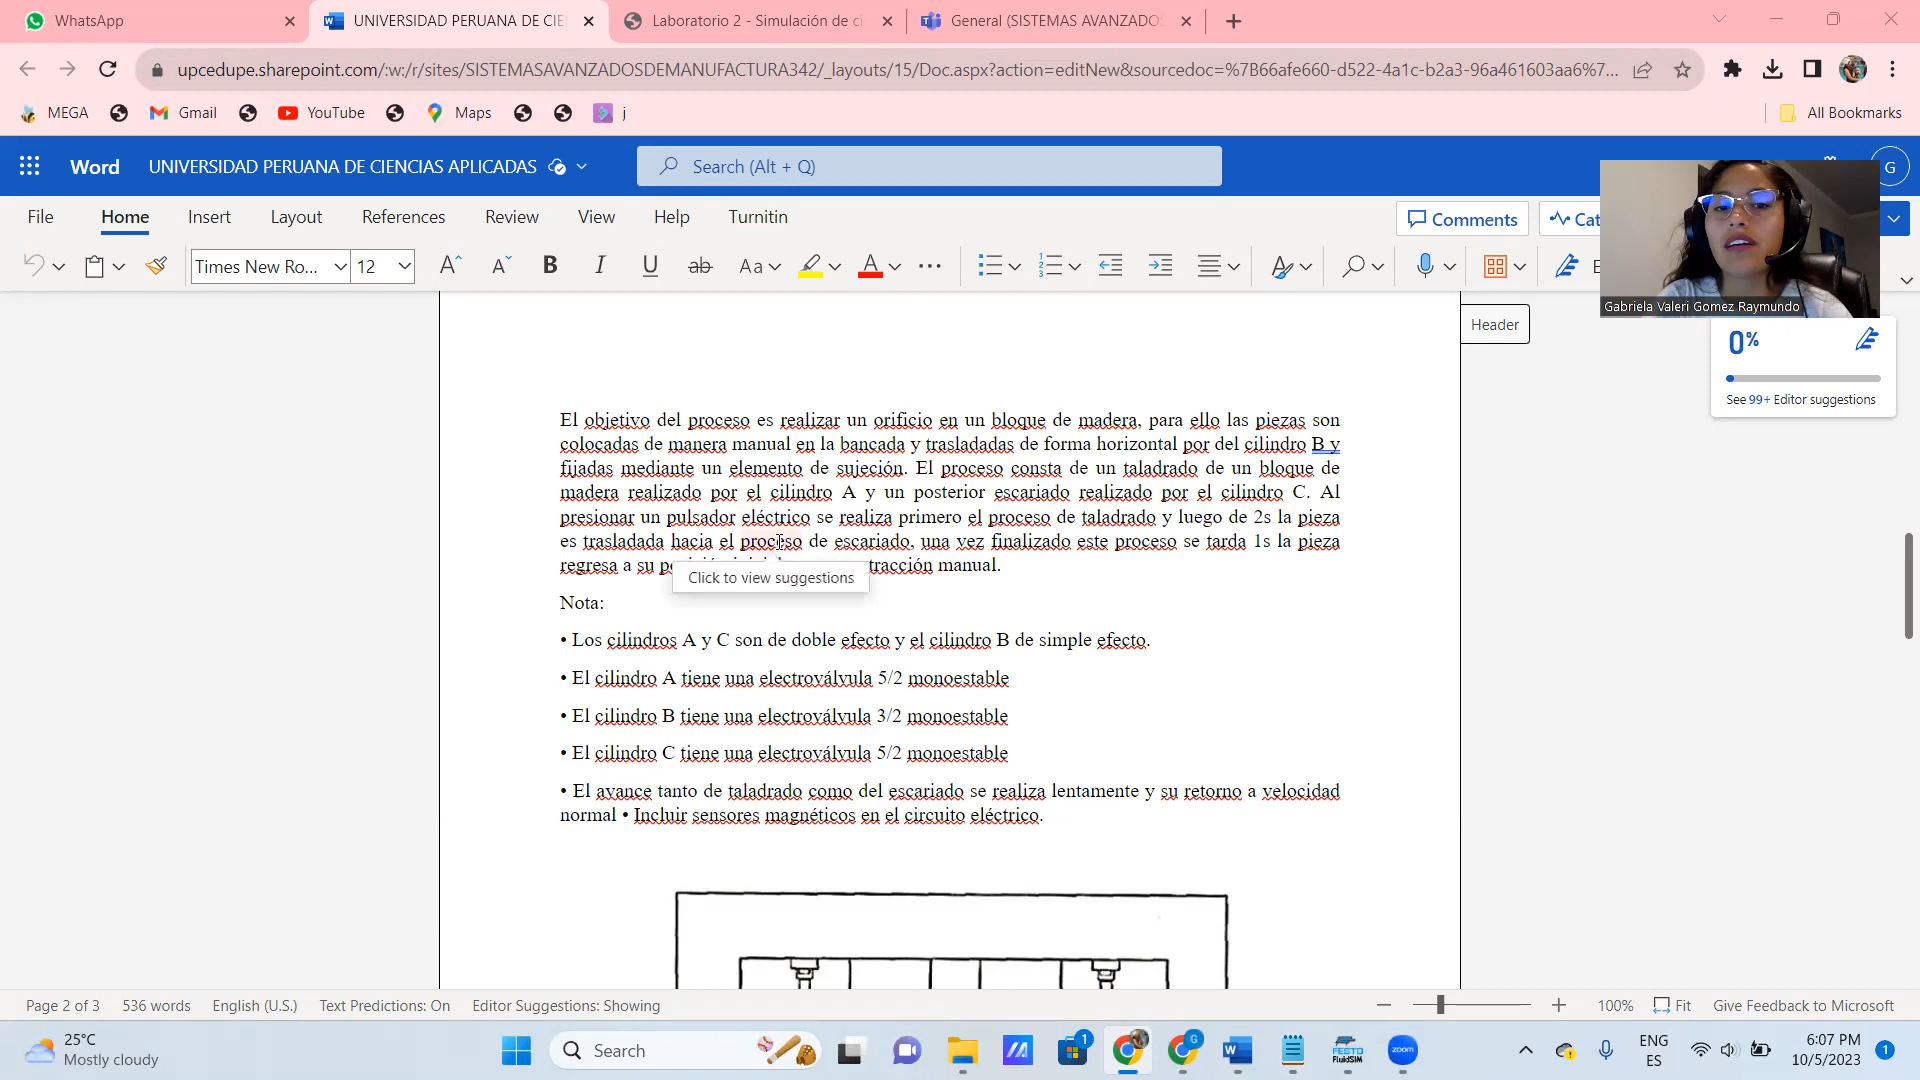 WhatsApp
UNIVERSIDAD PERUANA DE CIE
Laboratorio 2 - Simulación de ci
General (SISTEMAS AVANZADOS
upcedupe.sharepoint.com/:w:/r/sites/SISTEMASAVANZADOSDEMANUFACTURA342/_layouts/15/Doc.aspx?action=editNew&sourcedoc=%7B66afe660-d522-4a1c-b2a3-96a461603aa6%7...
MEGA
Gmail
YouTube
Maps
j
All Bookmarks
Word
UNIVERSIDAD PERUANA DE CIENCIAS APLICADAS
Search (Alt + Q)
G
File
Home
Insert
Layout
References
Review
View
Help
Turnitin
Comments
Cat
Times New Ro...
12
Gabriela Valeri Gomez Raymundo
Header
0%
See 99+ Editor suggestions
El objetivo del proceso es realizar un orificio en un bloque de madera, para ello las piezas son
colocadas de manera manual en la bancada y trasladadas de forma horizontal por del cilindro B y
fijadas mediante un elemento de sujeción. El proceso consta de un taladrado de un bloque de
madera realizado por el cilindro A y un posterior escariado realizado por el cilindro C. Al
presionar un pulsador eléctrico se realiza primero el proceso de taladrado y luego de 2s la pieza
es trasladada hacia el proceso de escariado, una vez finalizado este proceso se tarda 1s la pieza
regresa a su tracción manual.
Click to view suggestions
Nota:
• Los cilindros A y C son de doble efecto y el cilindro B de simple efecto.
• El cilindro A tiene una electroválvula 5/2 monoestable
• El cilindro B tiene una electroválvula 3/2 monoestable
• El cilindro C tiene una electroválvula 5/2 monoestable
• El avance tanto de taladrado como del escariado se realiza lentamente y su retorno a velocidad
normal • Incluir sensores magnéticos en el circuito eléctrico.
Page 2 of 3
536 words
English (U.S.)
Text Predictions: On
Editor Suggestions: Showing
100%
Fit
Give Feedback to Microsoft
25°C
Mostly cloudy
Search
1
G
FESTO
FluidSIM
zoom
ENG
ES
6:07 PM
10/5/2023
1